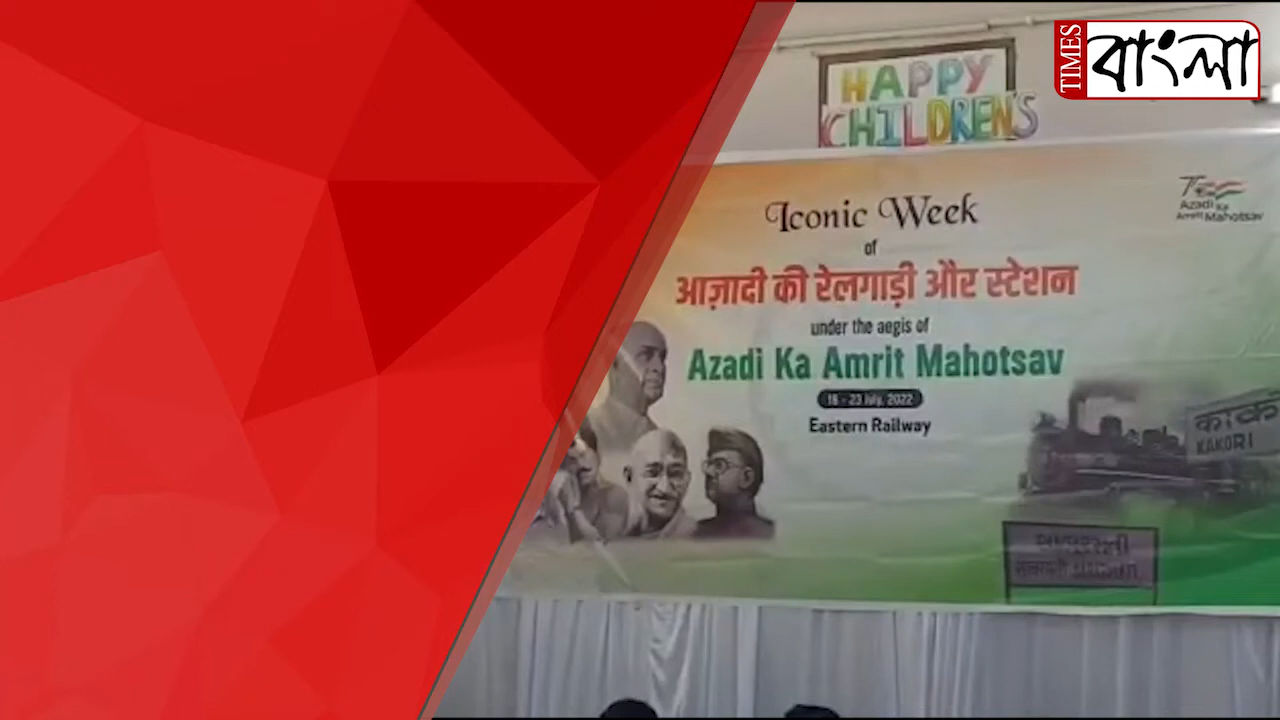 TIMES বাংলা
HAPPY
CHILDREN'S
Iconic Week
of
आज़ादी की रेलगाड़ी और स्टेशन
under the aegis of
Azadi Ka Amrit Mahotsav
18 - 23 July, 2022
Eastern Railway
Azadi Ka
Amrit Mahotsav
KAKORI